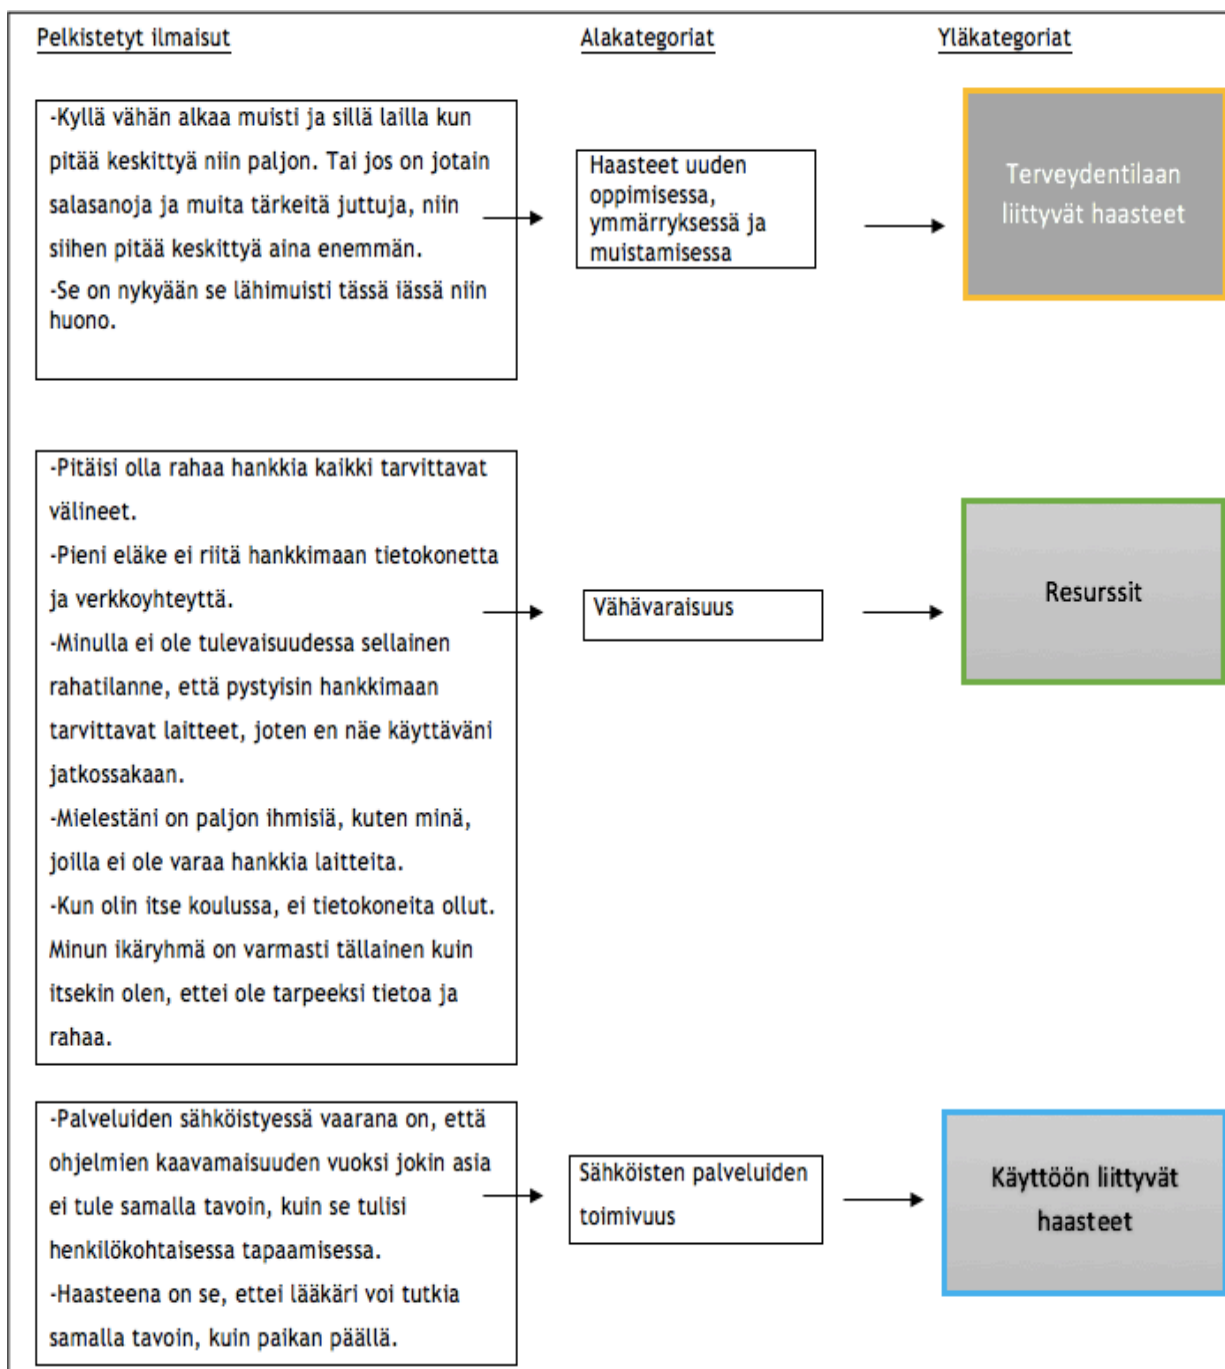 Pelkistetyt ilmaisut
Alakategoriat
Yläkategoriat
-Kyllä vähän alkaa muisti ja sillä lailla kun
pitää keskittyä niin paljon. Tai jos on jotain
salasanoja ja muita tärkeitä juttuja, niin
siihen pitää keskittyä aina enemmän.
-Se on nykyään se lähimuisti tässä iässä niin
huono.
Haasteet uuden
oppimisessa,
ymmärryksessä ja
muistamisessa
Terveydentilaan
liittyvät haasteet
-Pitäisi olla rahaa hankkia kaikki tarvittavat
välineet.
-Pieni eläke ei riitä hankkimaan tietokonetta
ja verkkoyhteyttä.
-Minulla ei ole tulevaisuudessa sellainen
rahatilanne, että pystyisin hankkimaan
tarvittavat laitteet, joten en näe käyttäväni
jatkossakaan.
-Mielestäni on paljon ihmisiä, kuten minä,
joilla ei ole varaa hankkia laitteita.
-Kun olin itse koulussa, ei tietokoneita ollut.
Minun ikäryhmä on varmasti tällainen kuin
itsekin olen, ettei ole tarpeeksi tietoa ja
rahaa.
Vähävaraisuus
Resurssit
-Palveluiden sähköistyessä vaarana on, että
ohjelmien kaavamaisuuden vuoksi jokin asia
ei tule samalla tavoin, kuin se tulisi
henkilökohtaisessa tapaamisessa.
-Haasteena on se, ettei lääkäri voi tutkia
samalla tavoin, kuin paikan päällä.
Sähköisten palveluiden
toimivuus
Käyttöön liittyvät
haasteet